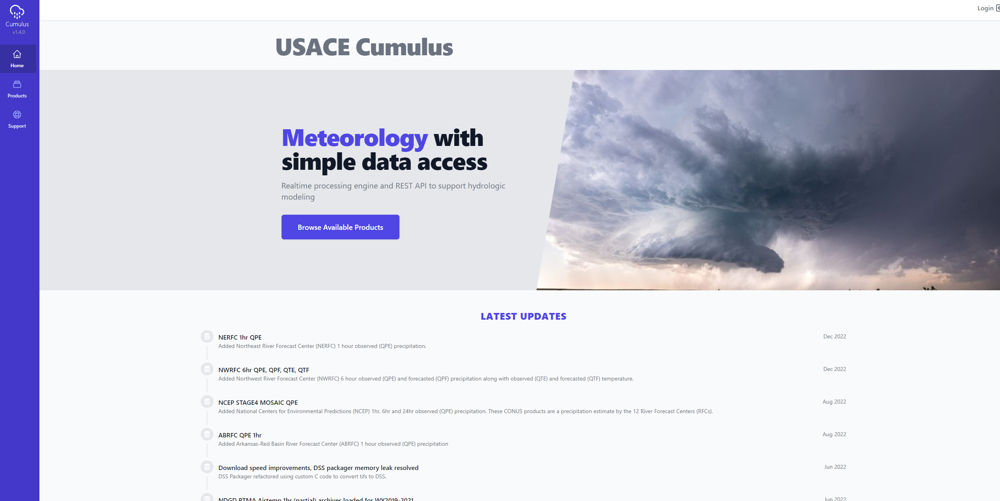 Cumulus
v1.4.0
Home
Products
Support
Login
USACE Cumulus
Meteorology with
simple data access
Realtime processing engine and REST API to support hydrologic
modeling
Browse Available Products
LATEST UPDATES
NERFC 1hr QPE
Dec 2022
Added Northeast River Forecast Center (NERFC) 1 hour observed (QPE) precipitation.
NWRFC 6hr QPE, QPF, QTE, QTF
Dec 2022
Added Northwest River Forecast Center (NWRFC) 6 hour observed (QPE) and forecasted (QPF) precipitation along with observed (QTE) and forecasted (QTF) temperature.
NCEP STAGE4 MOSAIC QPE
Aug 2022
Added National Centers for Environmental Predictions (NCEP) 1hr, 6hr and 24hr observed (QPE) precipitation. These CONUS products are a precipitation estimate by the 12 River Forecast Centers (RFCs).
ABRFC QPE 1hr
Aug 2022
Added Arkansas-Red Basin River Forecast Center (ABRFC) 1 hour observed (QPE) precipitation
Download speed improvements, DSS packager memory leak resolved
Jun 2022
DSS Packager refactored using custom C code to convert tifs to DSS.
NDGD RTMA Airtemp 1hr (partial) archives loaded for WY2019-2021
Jun 2022